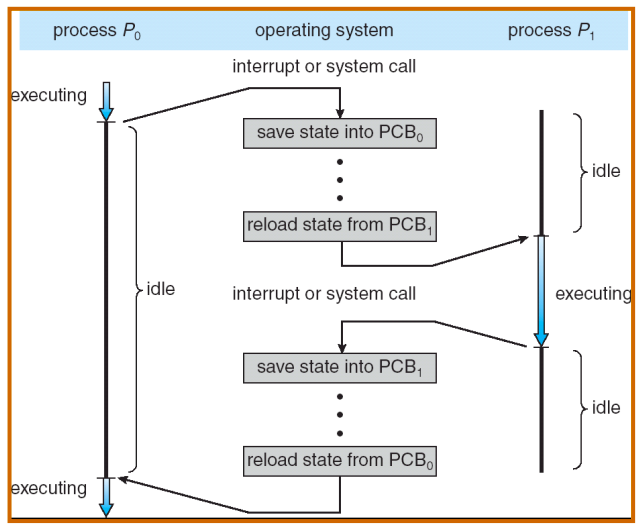 process P₀ operating system process P₁
interrupt or system call
executing
save state into PCB₀
idle
reload state from PCB₁
idle
interrupt or system call
executing
save state into PCB₁
idle
reload state from PCB₀
executing